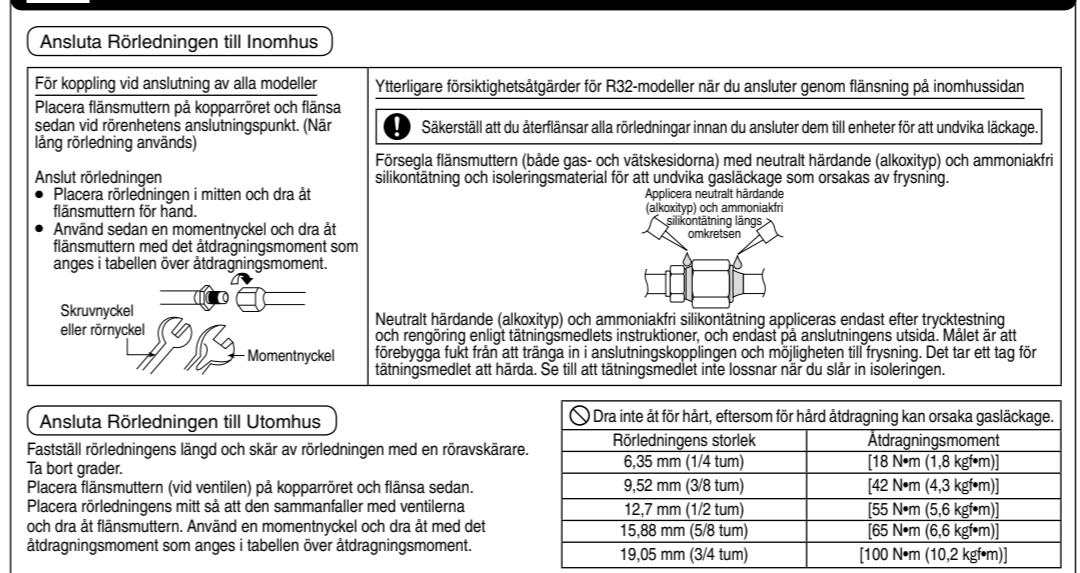 Ansluta Rörledningen till Inomhus
För koppling vid anslutning av alla modeller
Placera flänsmuttern på kopparröret och flänsa
sedan vid rörenhetens anslutningspunkt. (När
lång rörledning används)
Anslut rörledningen
● Placera rörledningen i mitten och dra åt
flänsmuttern för hand.
● Använd sedan en momentnyckel och dra åt
flänsmuttern med det åtdragningsmoment som
anges i tabellen över åtdragningsmoment.
Skruvnyckel
eller rörnyckel
Momentnyckel
Ytterligare försiktighetsåtgärder för R32-modeller när du ansluter genom flänsning på inomhussidan
Säkerställ att du återflänsar alla rörledningar innan du ansluter dem till enheter för att undvika läckage.
Försegla flänsmuttern (både gas- och vätskesidorna) med neutralt härdande (alkoxityp) och ammoniakfri
silikontätning och isoleringsmaterial för att undvika gasläckage som orsakas av frysning.
Applicera neutralt härdande
(alkoxityp) och ammoniakfri
silikontätning längs
omkretsen
Neutralt härdande (alkoxityp) och ammoniakfri silikontätning appliceras endast efter trycktestning
och rengöring enligt tätningsmedlets instruktioner, och endast på anslutningens utsida. Målet är att
förebygga fukt från att tränga in i anslutningskopplingen och möjligheten till frysning. Det tar ett tag för
tätningsmedlet att härda. Se till att tätningsmedlet inte lossnar när du slår in isoleringen.
Ansluta Rörledningen till Utomhus
Fastställ rörledningens längd och skär av rörledningen med en röravskärare.
Ta bort grader.
Placera flänsmuttern (vid ventilen) på kopparröret och flänsa sedan.
Placera rörledningens mitt så att den sammanfaller med ventilerna
och dra åt flänsmuttern. Använd en momentnyckel och dra åt med det
åtdragningsmoment som anges i tabellen över åtdragningsmoment.
Dra inte åt för hårt, eftersom för hård åtdragning kan orsaka gasläckage.
Rörledningens storlek Åtdragningsmoment
6,35 mm (1/4 tum) [18 N•m (1,8 kgf•m)]
9,52 mm (3/8 tum) [42 N•m (4,3 kgf•m)]
12,7 mm (1/2 tum) [55 N•m (5,6 kgf•m)]
15,88 mm (5/8 tum) [65 N•m (6,6 kgf•m)]
19,05 mm (3/4 tum) [100 N•m (10,2 kgf•m)]